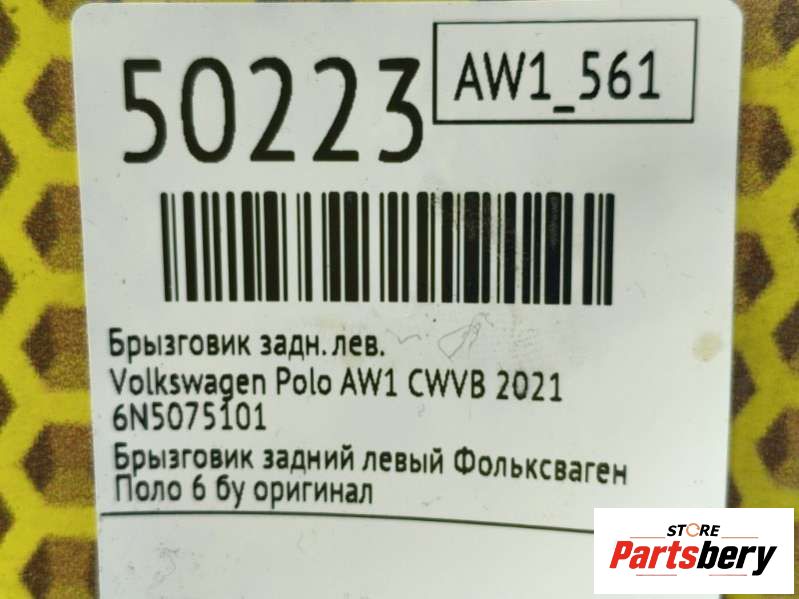 50223
AW1_561
Брызговик задн. лев.
Volkswagen Polo AW1 CWVB 2021
6N5075101
Брызговик задний левый Фольксваген
Поло 6 бу оригинал
STORE
Partsbery